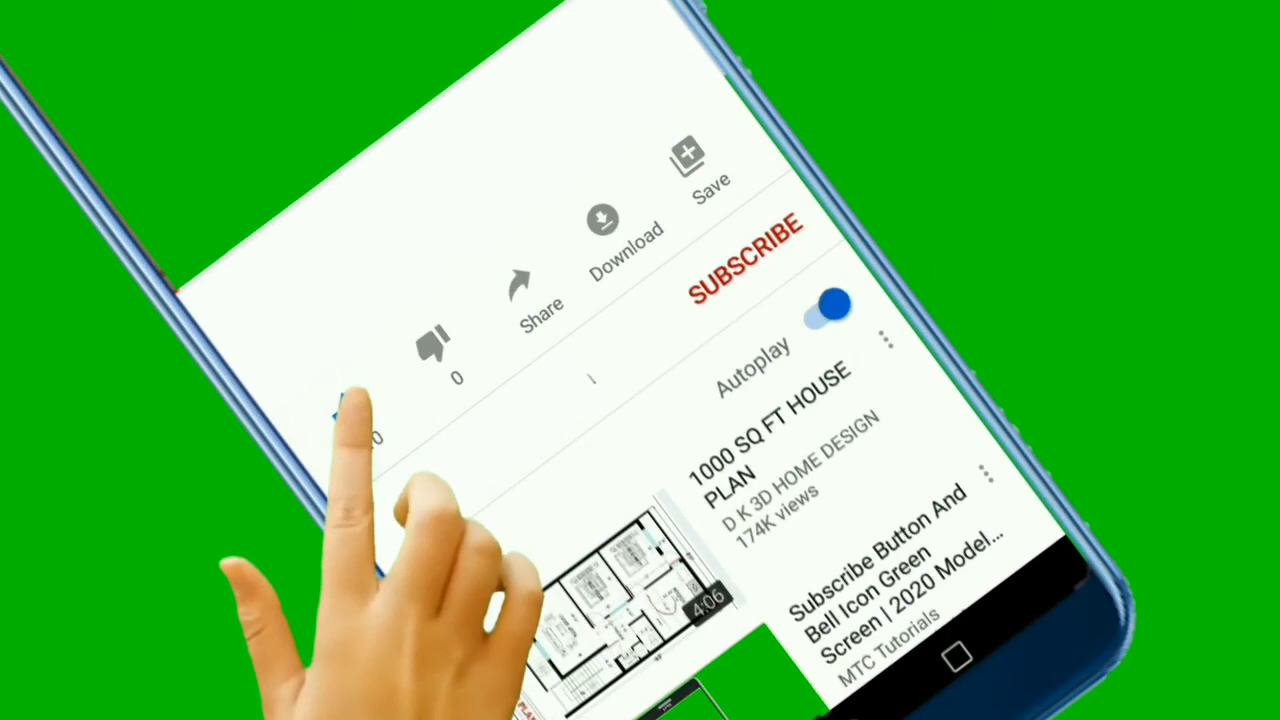 Save
Download
Share
0
0
SUBSCRIBE
Autoplay
1000 SQ FT HOUSE
PLAN
D K 3D HOME DESIGN
174K views
4:06
Subscribe Button And
Bell Icon Green
Screen | 2020 Model...
MTC Tutorials